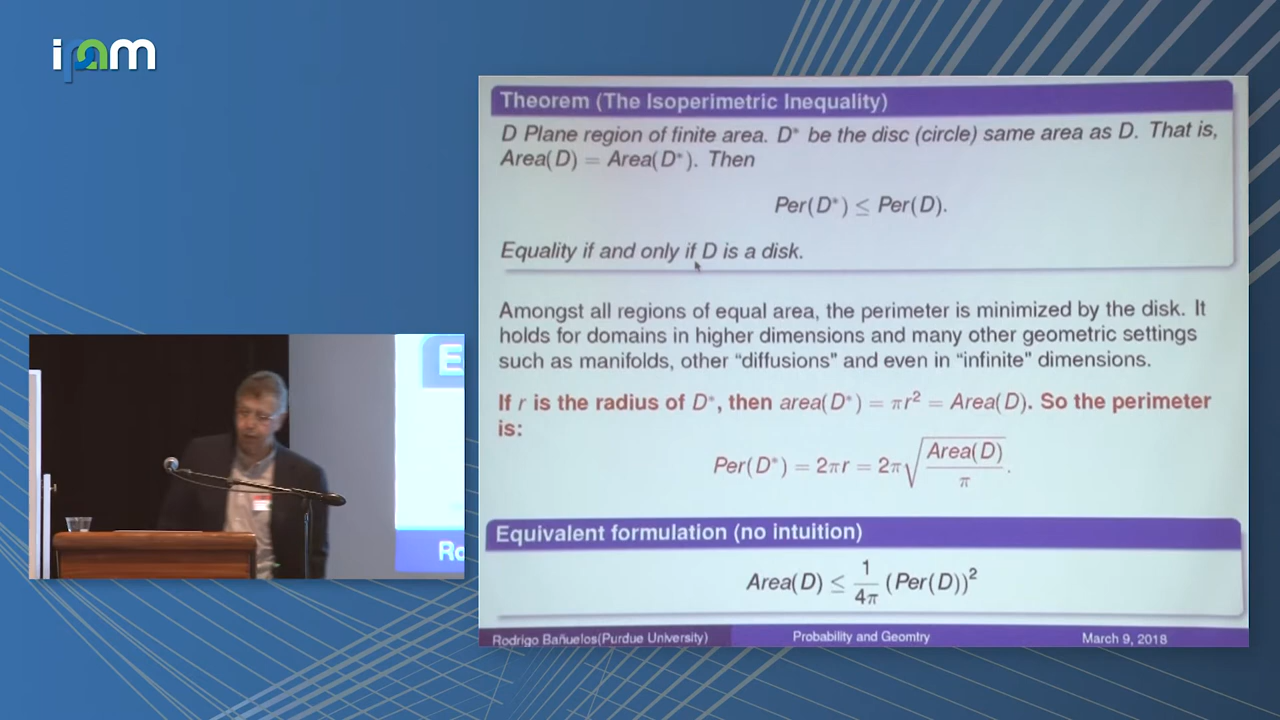 ipam
Theorem (The Isoperimetric Inequality)
D Plane region of finite area. D* be the disc (circle) same area as D. That is,
Area(D) = Area(D*). Then
Per(D*) ≤ Per(D).
Equality if and only if D is a disk.
Amongst all regions of equal area, the perimeter is minimized by the disk. It
holds for domains in higher dimensions and many other geometric settings
such as manifolds, other "diffusions" and even in "infinite" dimensions.
If r is the radius of D*, then area(D*) = πr² = Area(D). So the perimeter
is:
Per(D*) = 2πr = 2π√(Area(D)/π).
Equivalent formulation (no intuition)
Area(D) ≤ 1/4π (Per(D))²
Rodrigo Bañuelos(Purdue University) Probability and Geomtry March 9, 2018
E
Ro